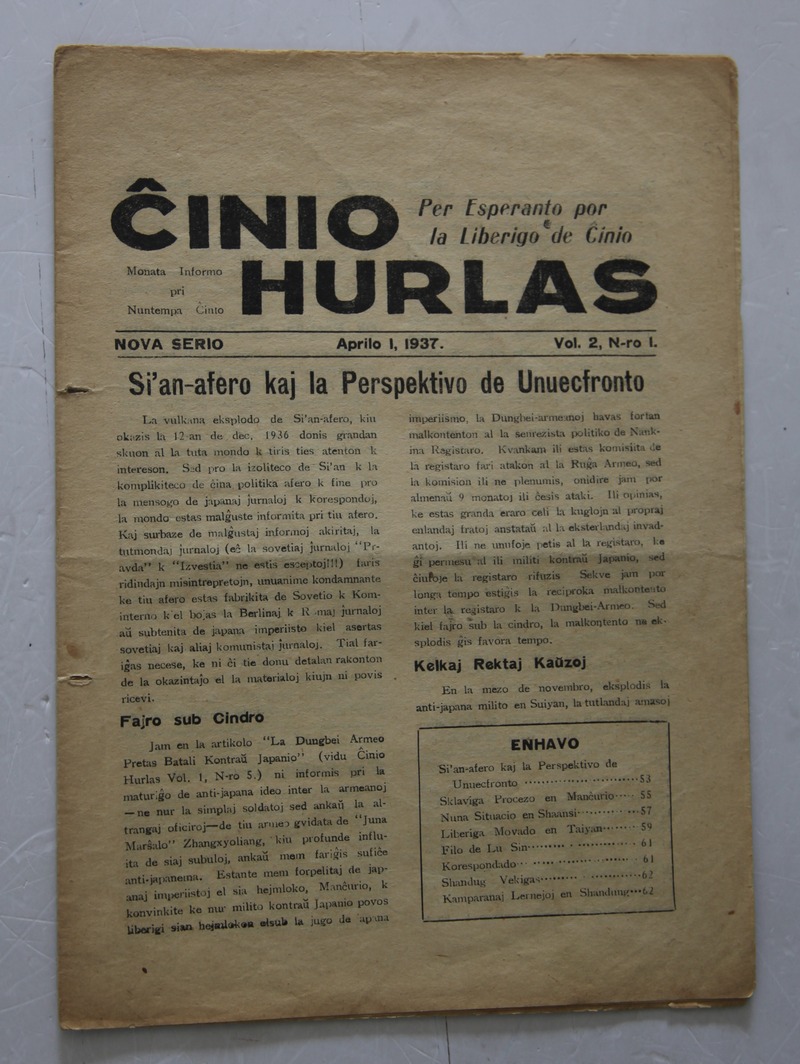 ĈINIO
Per Esperanto por
la Liberigo de Ĉinio
Monata Informo
pri
Nuntempa Ĉinio
HURLAS
NOVA SERIO Aprilo 1, 1937. Vol. 2, N-ro 1.
Si'an-afero kaj la Perspektivo de Unuecfronto
La vulkana eksplodo de Si'an-afero, kiu
okazis la 12-an de dec, 1936 donis grandan
skuon al la tuta mondo k tiris ties atenton k
intereson. Sed pro la izoliteco de Si'an k la
komplikiteco de ĉina politika afero k fine pro
la mensogo de japanaj jurnaloj k korespondoj,
la mondo estas malĝuste informita pri tiu afero.
Kaj surbaze de malĝustaj informoj akiritaj, la
tutmondaj jurnaloj (eĉ la sovetiaj jurnaloj "Pr-
avda" k "Izvestia" ne estis esceptoj!!!) faris
ridindajn misintrepretojn, unuanime kondamnante
ke tiu afero estas fabrikita de Sovetio k Kom-
interno k el bojas la Berlinaj k R maj jurnaloj
aŭ subtenita de japana imperiisto kiel asertas
sovetiaj kaj aliaj komunistai jurnaloj. Tial far-
iĝas necese, ke ni ĉi tie donu detalan rakonton
de la okazintaĵo el la materialoj kiujn ni povis
ricevi.
Fajro sub Cindro
Jam en la artikolo "La Dungbei Armeo
Pretas Batali Kontraŭ Japanio" (vidu Ĉinio
Hurlas Vol. 1, N-ro 5.) ni informis pri la
maturiĝo de anti-japana ideo inter la armeanoj
—ne nur la simplaj soldatoj sed ankaŭ la al-
trangaj oficiroj—de tiu armeo gvidata de "Juna
Marŝalo" Zhangxyoliang, kiu profunde influ-
ita de siaj subuloj, ankaŭ mem fariĝis sufiĉe
anti-japanema. Estante mem forpelitaj de jap-
anaj imperiistoj el sia hejmloko, Manĉurio, k
konvinkite ke nur milito kontraŭ Japanio povos
liberigi sian hejmlokon elsub la jugo de apana
imperiismo, la Dungbei-armeanoj havas fortan
malkontenton al la senrezista politiko de Nank-
ina Registaro. Kvankam ili estas komisiita de
la registaro fari atakon al la Ruĝa Armeo, sed
la komision ili ne plenumis, onidire jam por
almenaŭ 9 monatoj ili ĉesis ataki. Ili opinias,
ke estas granda eraro celi la kuglojn al propraj
enlandaj fratoj anstataŭ al la eksterlandaj invad-
antoj. Ili ne unufoje petis al la registaro, ke
ĝi permesu al ili militi kontraŭ Japanio, sed
ĉiufoje la registaro rifuzis Sekve jam por
longa tempo estiĝis la reciproka malkontento
inter la registaro k la Dungbei-Armeo. Sed
kiel fajro sub la cindro, la malkontento ne ek-
splodis ĝis favora tempo.
Kelkaj Rektaj Kaŭzoj
En la mezo de novembro, eksplodis la
anti-japana milito en Suiyan, la tutlandaj amasoj
ENHAVO
Si'an-afero kaj la Perspektivo de
Unuecfronto ........................53
Sklaviga Procezo en Manĉurio....55
Nuna Situacio en Shaansi............57
Liberiga Movado en Taiyan........59
Filo de Lu Sin........................61
Korespondado........................61
Shandug Vekiĝas........................62
Kamparanaj Lernejoj en Shandung...62